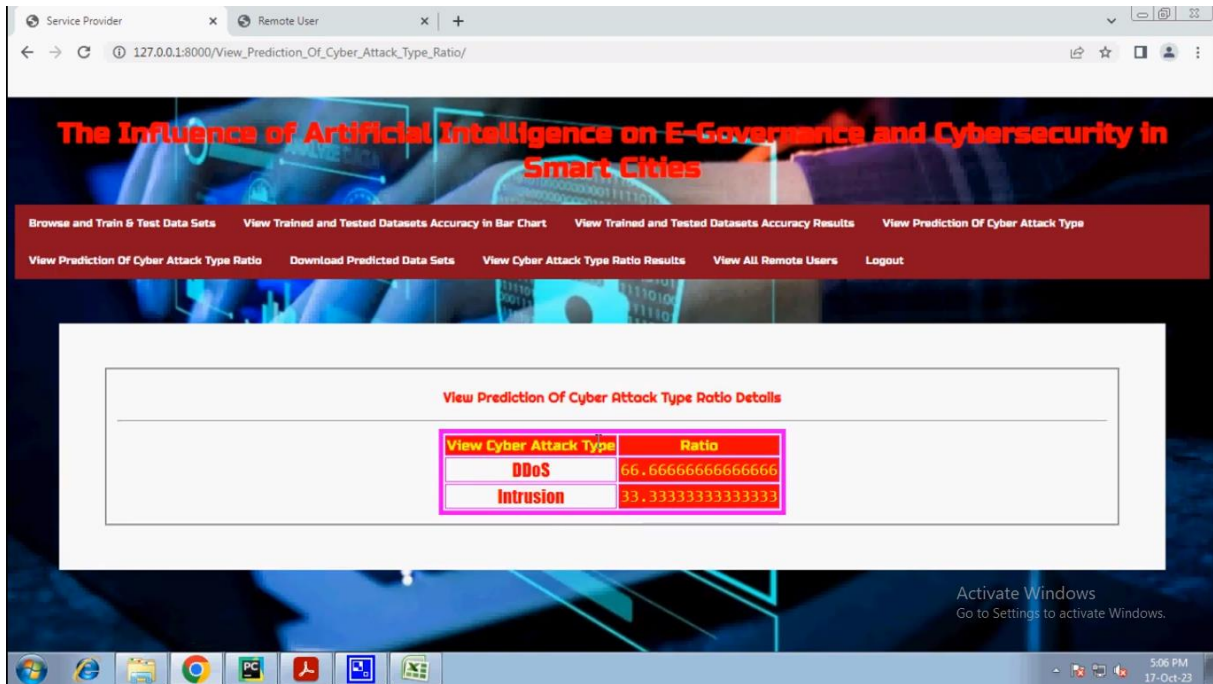 Service Provider
Remote User
127.0.0.1:8000/View_Prediction_Of_Cyber_Attack_Type_Ratio/
The Influence of Artificial Intelligence on E-Governance and Cybersecurity in
Smart Cities
Browse and Train & Test Data Sets View Trained and Tested Datasets Accuracy in Bar Chart View Trained and Tested Datasets Accuracy Results View Prediction Of Cyber Attack Type
View Prediction Of Cyber Attack Type Ratio Download Predicted Data Sets View Cyber Attack Type Ratio Results View All Remote Users Logout
View Prediction Of Cyber Attack Type Ratio Details
View Cyber Attack Type Ratio
DDoS 66.66666666666666
Intrusion 33.33333333333333
Activate Windows
Go to Settings to activate Windows.
PC
5:06 PM
17-Oct-23